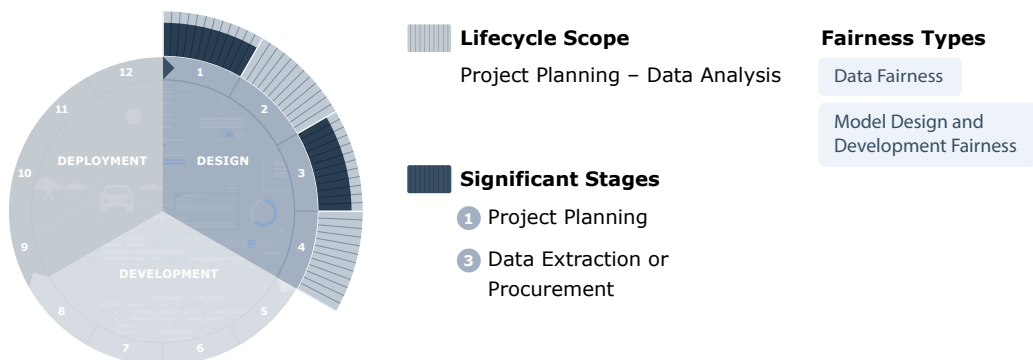 12
1
11
2
DEPLOYMENT
DESIGN
10
3
9
4
DEVELOPMENT
8
5
7
6
Lifecycle Scope
Project Planning – Data Analysis
Significant Stages
1 Project Planning
3 Data Extraction or
Procurement
Fairness Types
Data Fairness
Model Design and
Development Fairness